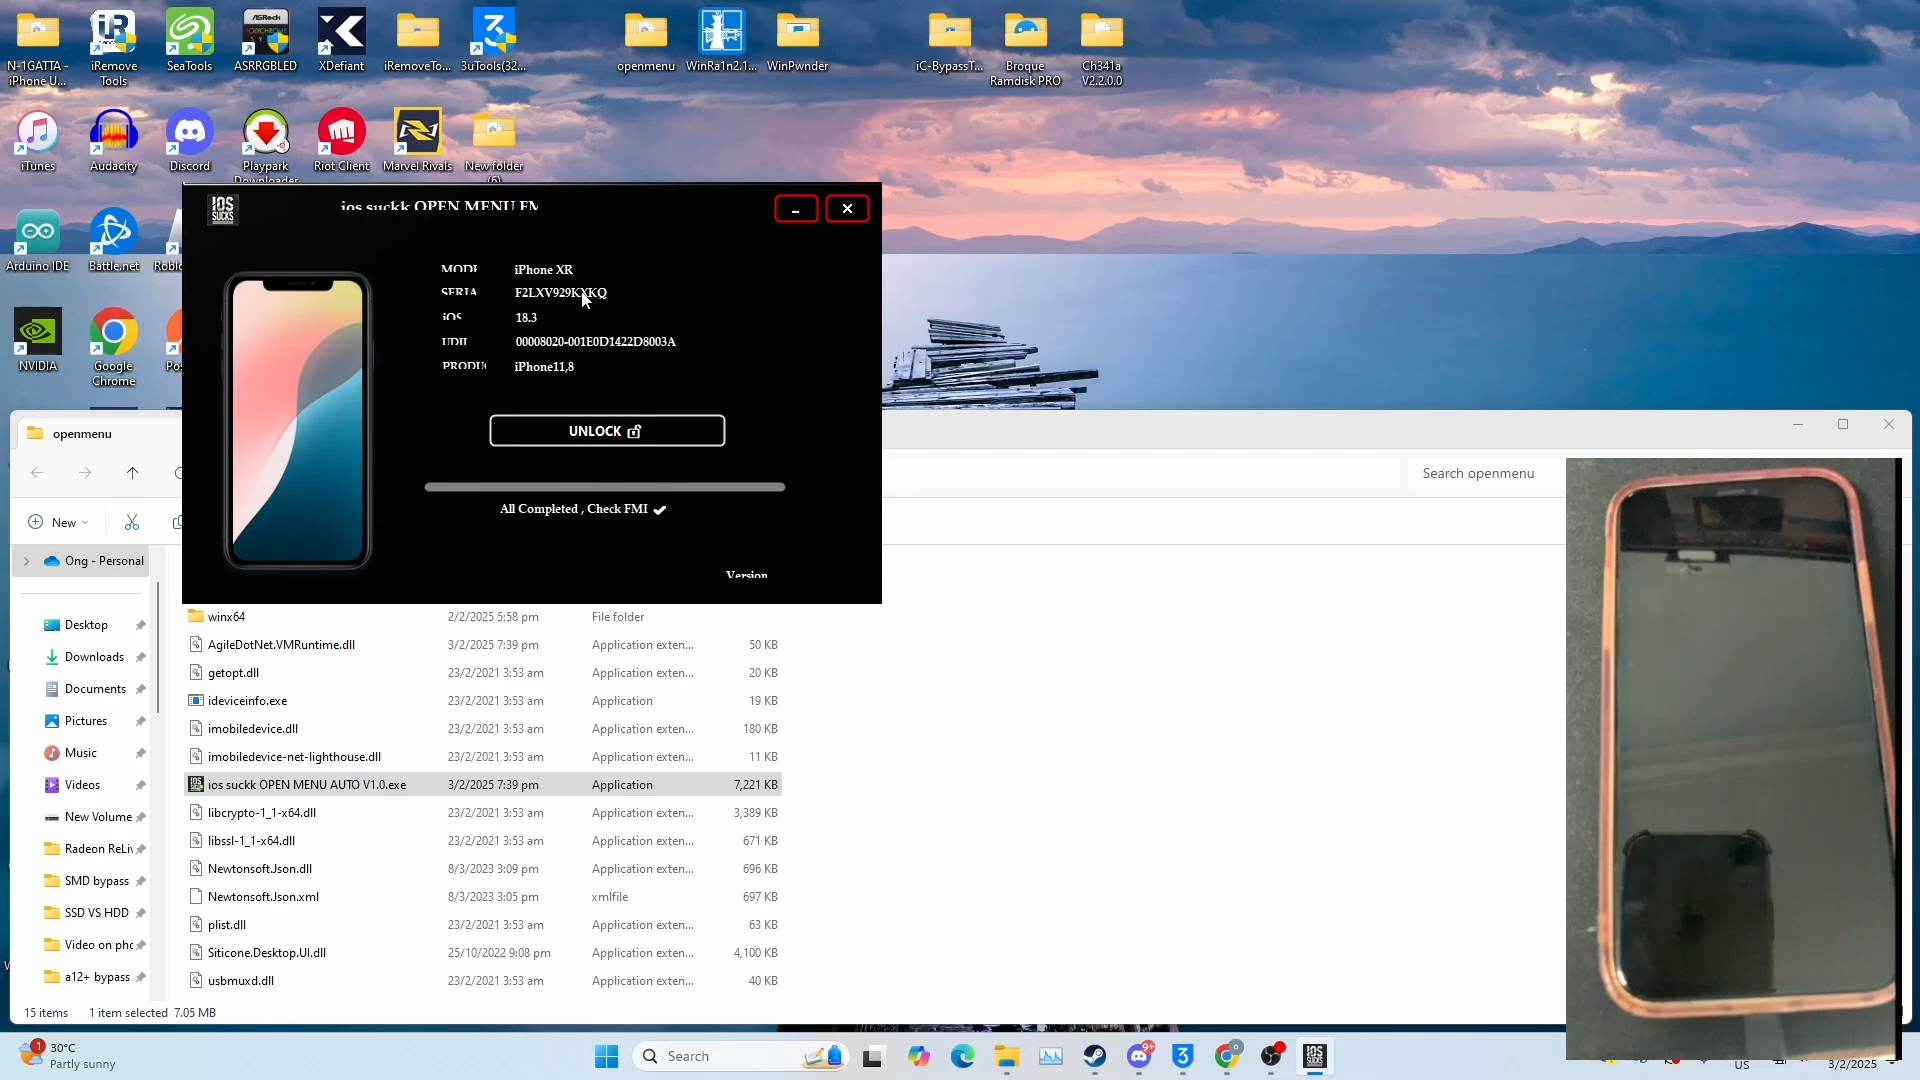 N-1GATTA -
iPhone U...
iRemove
Tools
SeaTools
ASRock
ASRRGBLED
XDefiant
iRemoveTo...
3uTools(32...
openmenu
WinRa1n2.1...
WinPwnder
iC-BypassT...
Broque
Ramdisk PRO
Ch341a
V2.2.0.0
iTunes
Audacity
Discord
Playpark
Downloader
Riot Client
Marvel Rivals
New folder
(6)
Arduino IDE
Battle.net
NVIDIA
Google
Chrome
IOS
SUCKS
ios suckk OPEN MENU FM
iPhone XR
F2LXV929KXKQ
iOS
18.3
00008020-001E0D1422D8003A
iPhone11,8
UNLOCK
All Completed , Check FMI
Version
openmenu
Search openmenu
New
Ong - Personal
Desktop
Downloads
Documents
Pictures
Music
Videos
New Volume
Radeon ReLiv
SMD bypass
SSD VS HDD
Video on pho
a12+ bypass
winx64 2/2/2025 5:58 pm File folder
AgileDotNet.VMRuntime.dll 3/2/2025 7:39 pm Application exten... 50 KB
getopt.dll 23/2/2021 3:53 am Application exten... 20 KB
ideviceinfo.exe 23/2/2021 3:53 am Application 19 KB
imobiledevice.dll 23/2/2021 3:53 am Application exten... 180 KB
imobiledevice-net-lighthouse.dll 23/2/2021 3:53 am Application exten... 11 KB
ios suckk OPEN MENU AUTO V1.0.exe 3/2/2025 7:39 pm Application 7,221 KB
libcrypto-1_1-x64.dll 23/2/2021 3:53 am Application exten... 3,389 KB
libssl-1_1-x64.dll 23/2/2021 3:53 am Application exten... 671 KB
Newtonsoft.Json.dll 8/3/2023 3:09 pm Application exten... 696 KB
Newtonsoft.Json.xml 8/3/2023 3:05 pm xmlfile 697 KB
plist.dll 23/2/2021 3:53 am Application exten... 63 KB
Siticone.Desktop.UI.dll 25/10/2022 9:08 pm Application exten... 4,100 KB
usbmuxd.dll 23/2/2021 3:53 am Application exten... 40 KB
15 items 1 item selected 7.05 MB
1
30°C
Partly sunny
Search
9+
US
3/2/2025